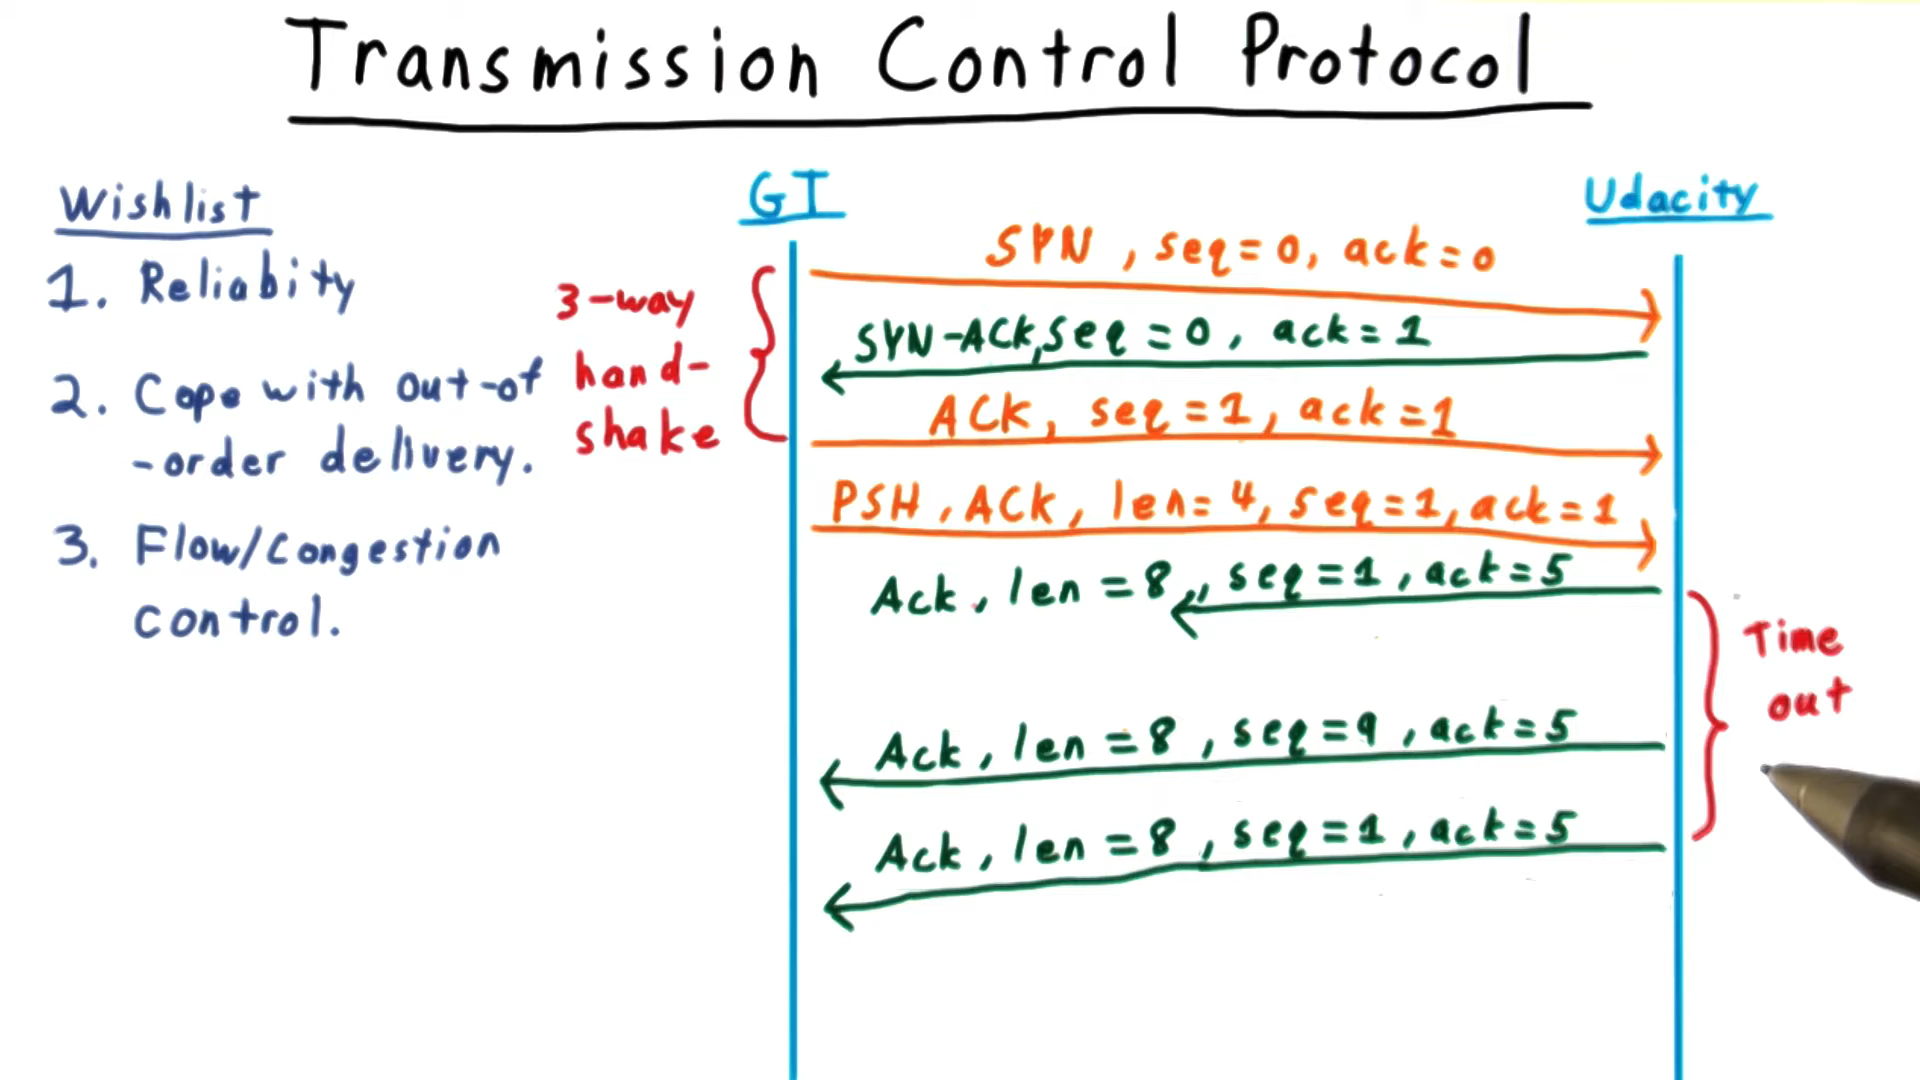 Transmission Control Protocol
Wishlist
1. Reliabity
2. Cope with out-of
-order delivery.
3. Flow/Congestion
control.
3-way
hand-
shake
GT
Udacity
SYN, seq=0, ack=0
SYN-ACK, seq=0, ack=1
ACK, seq=1, ack=1
PSH, ACK, len=4, seq=1, ack=1
Ack, len=8, seq=1, ack=5
Ack, len=8, seq=9, ack=5
Ack, len=8, seq=1, ack=5
Time
out